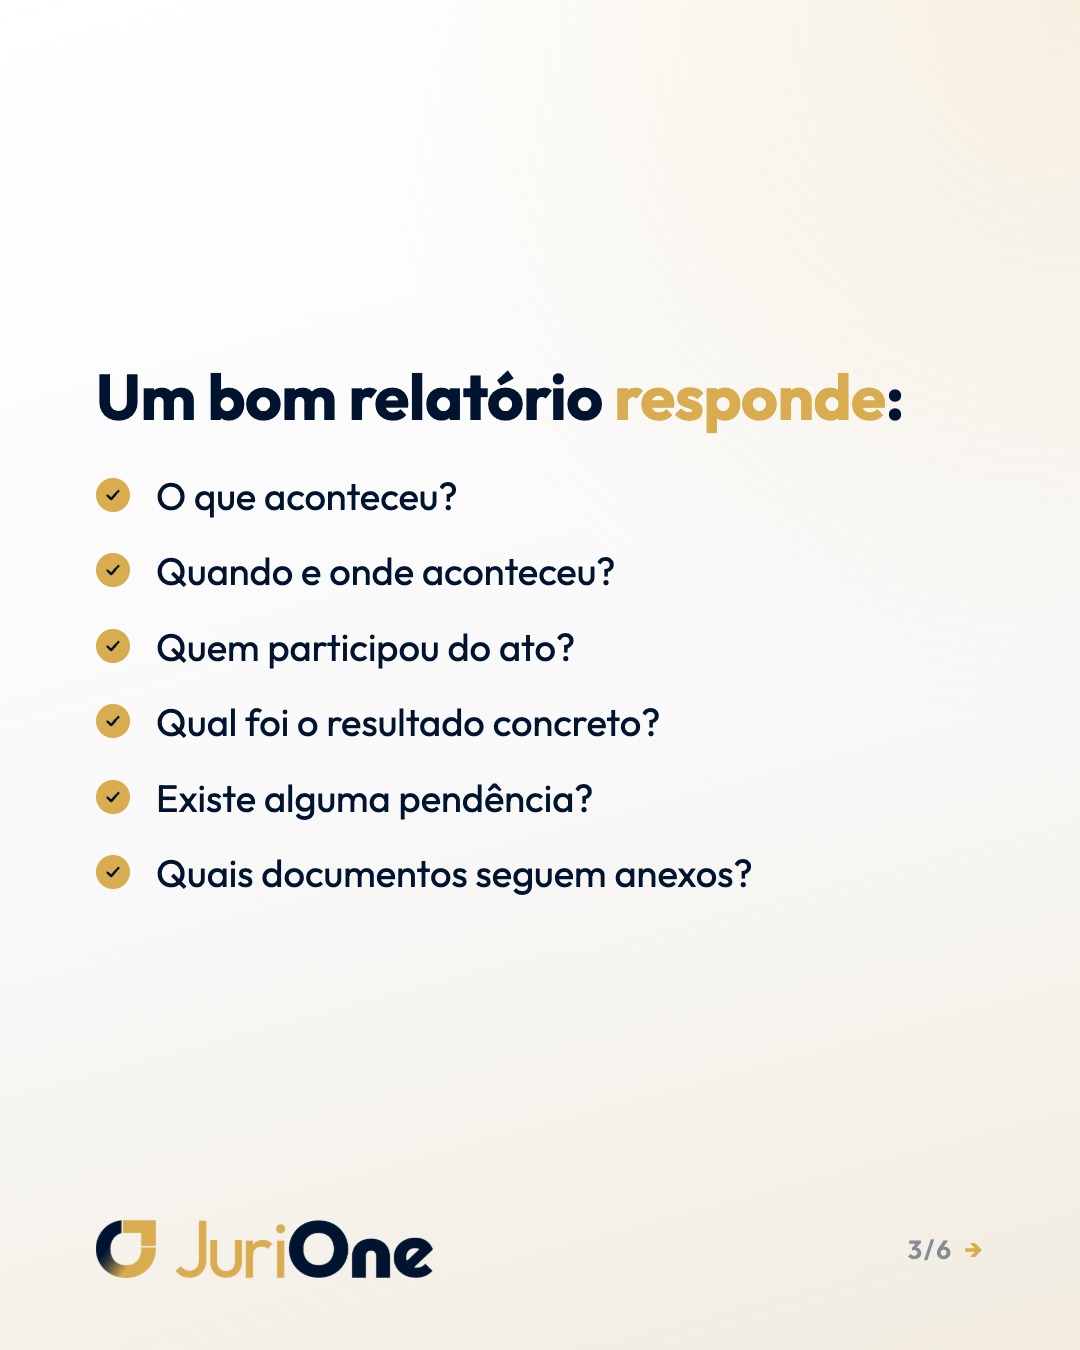 Um bom relatório responde:
O que aconteceu?
Quando e onde aconteceu?
Quem participou do ato?
Qual foi o resultado concreto?
Existe alguma pendência?
Quais documentos seguem anexos?
JuriOne
3/6 →